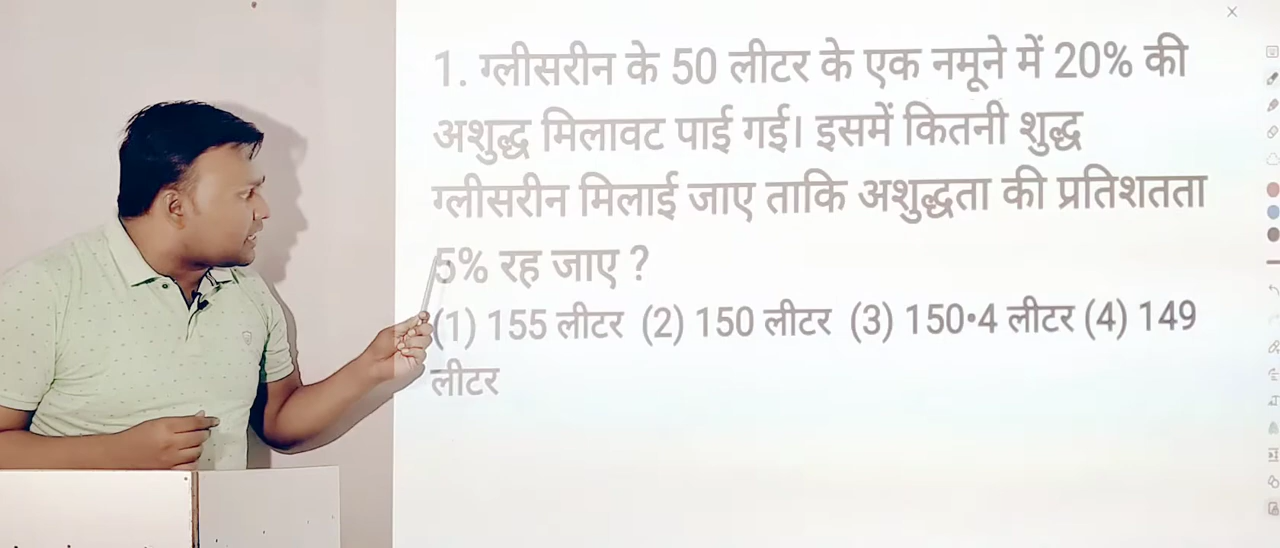 1. ग्लीसरीन के 50 लीटर के एक नमूने में 20% की
अशुद्ध मिलावट पाई गई। इसमें कितनी शुद्ध
ग्लीसरीन मिलाई जाए ताकि अशुद्धता की प्रतिशतता
5% रह जाए ?
(1) 155 लीटर (2) 150 लीटर (3) 150•4 लीटर (4) 149
लीटर